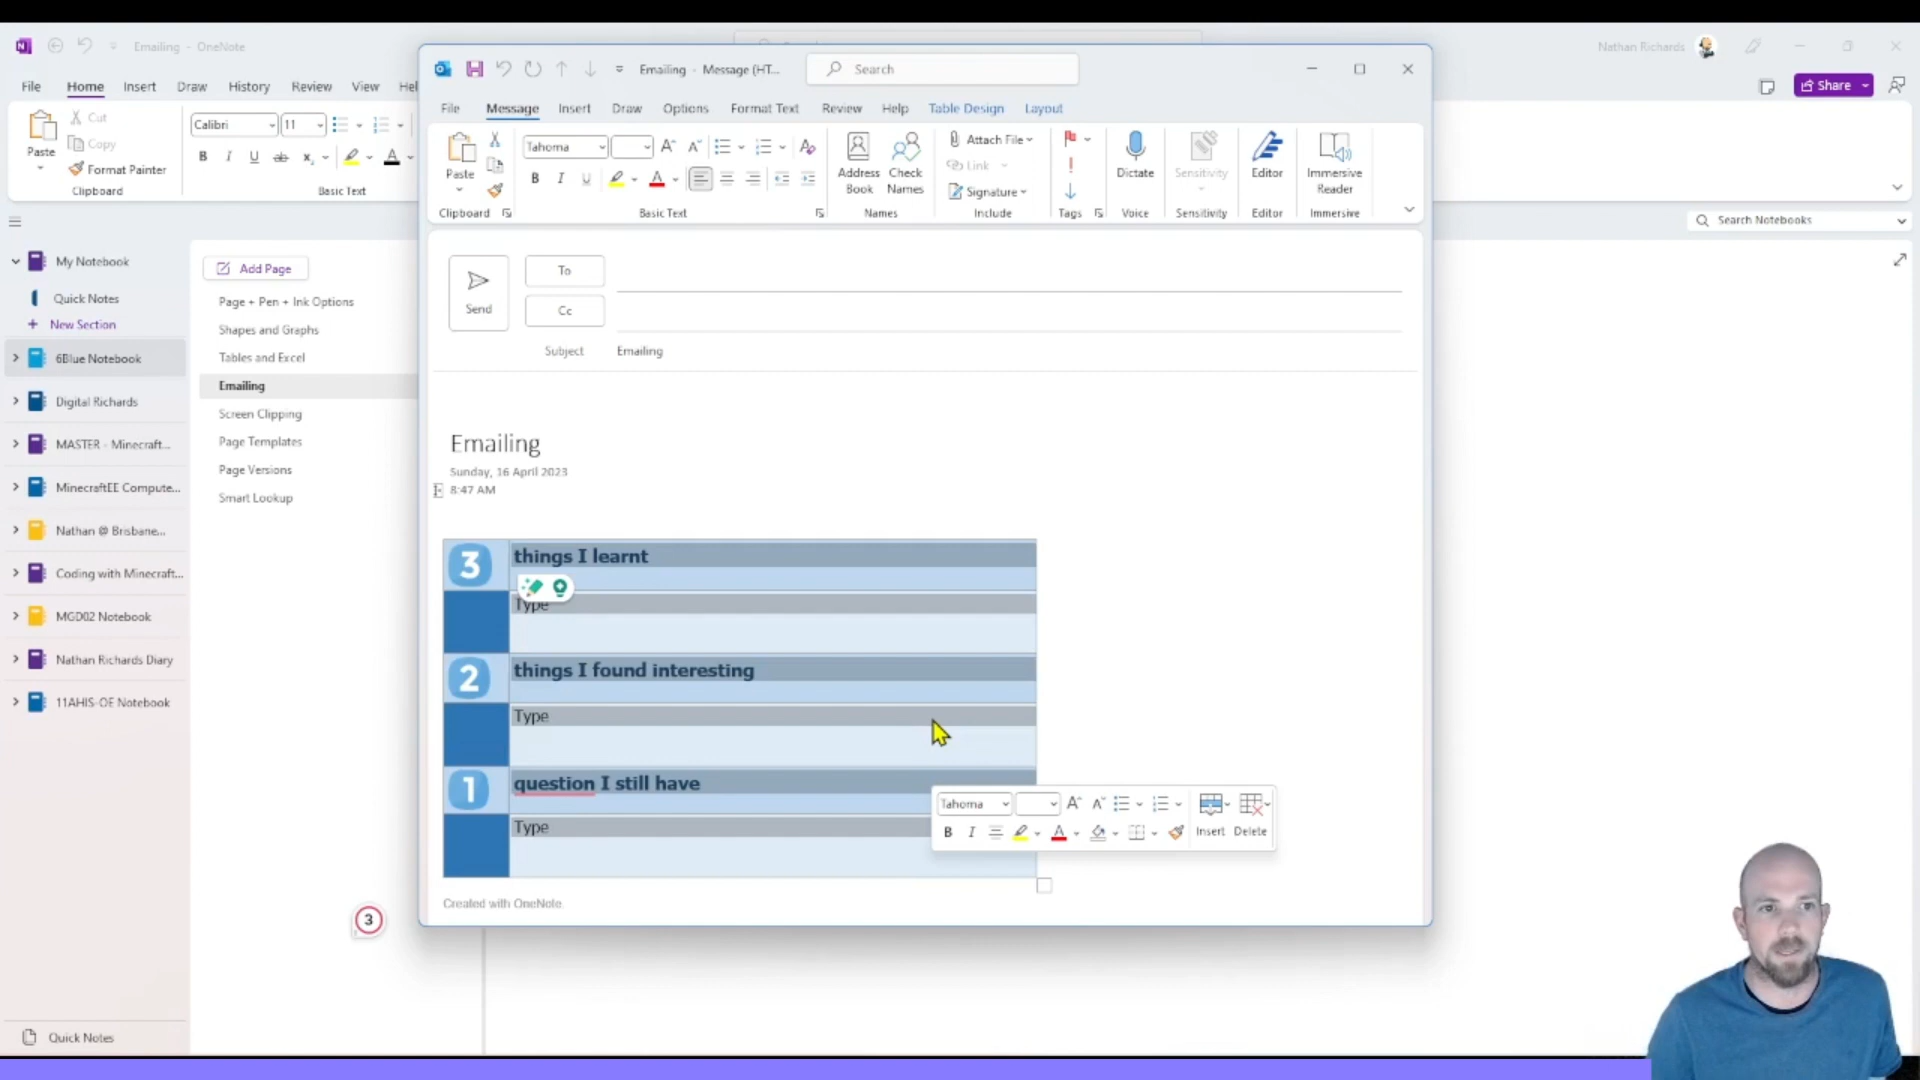 Emailing - OneNote
Nathan Richards
File Home Insert Draw History Review View Hel
Share
Paste
Cut
Copy
Format Painter
Clipboard
Calibri 11
B I U ab
Basic Text
Search Notebooks
My Notebook
Quick Notes
+ New Section
6Blue Notebook
Digital Richards
MASTER - Minecraft...
MinecraftEE Compute...
Nathan @ Brisbane...
Coding with Minecraft...
MGD02 Notebook
Nathan Richards Diary
11AHIS-OE Notebook
Quick Notes
Add Page
Page + Pen + Ink Options
Shapes and Graphs
Tables and Excel
Emailing
Screen Clipping
Page Templates
Page Versions
Smart Lookup
3
Emailing - Message (HT...
Search
File Message Insert Draw Options Format Text Review Help Table Design Layout
Paste
Clipboard
Tahoma
B I U
Basic Text
Address Book
Check Names
Names
Attach File
Link
Signature
Include
Tags
Dictate
Voice
Sensitivity
Sensitivity
Editor
Editor
Immersive Reader
Immersive
Send
To
Cc
Subject Emailing
Emailing
Sunday, 16 April 2023
8:47 AM
3 things I learnt
Type
2 things I found interesting
Type
1 question I still have
Type
Tahoma
B I
Insert Delete
Created with OneNote.